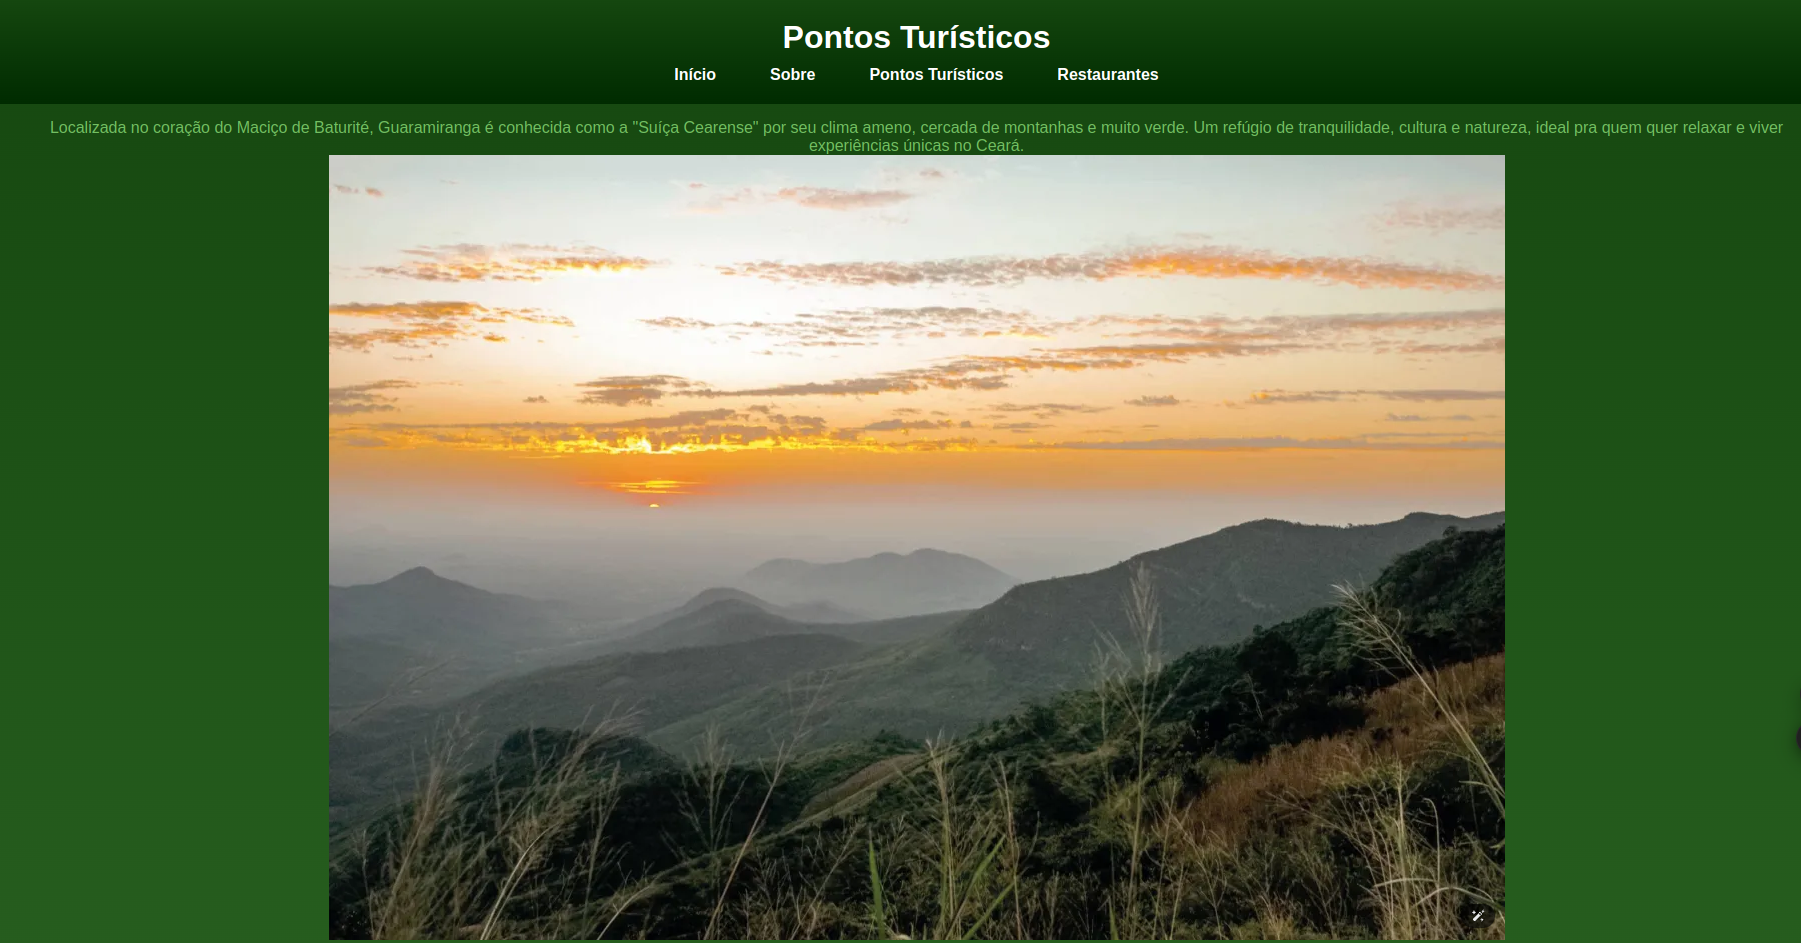 Pontos Turísticos
Início Sobre Pontos Turísticos Restaurantes
Localizada no coração do Maciço de Baturité, Guaramiranga é conhecida como a "Suíça Cearense" por seu clima ameno, cercada de montanhas e muito verde. Um refúgio de tranquilidade, cultura e natureza, ideal pra quem quer relaxar e viver
experiências únicas no Ceará.